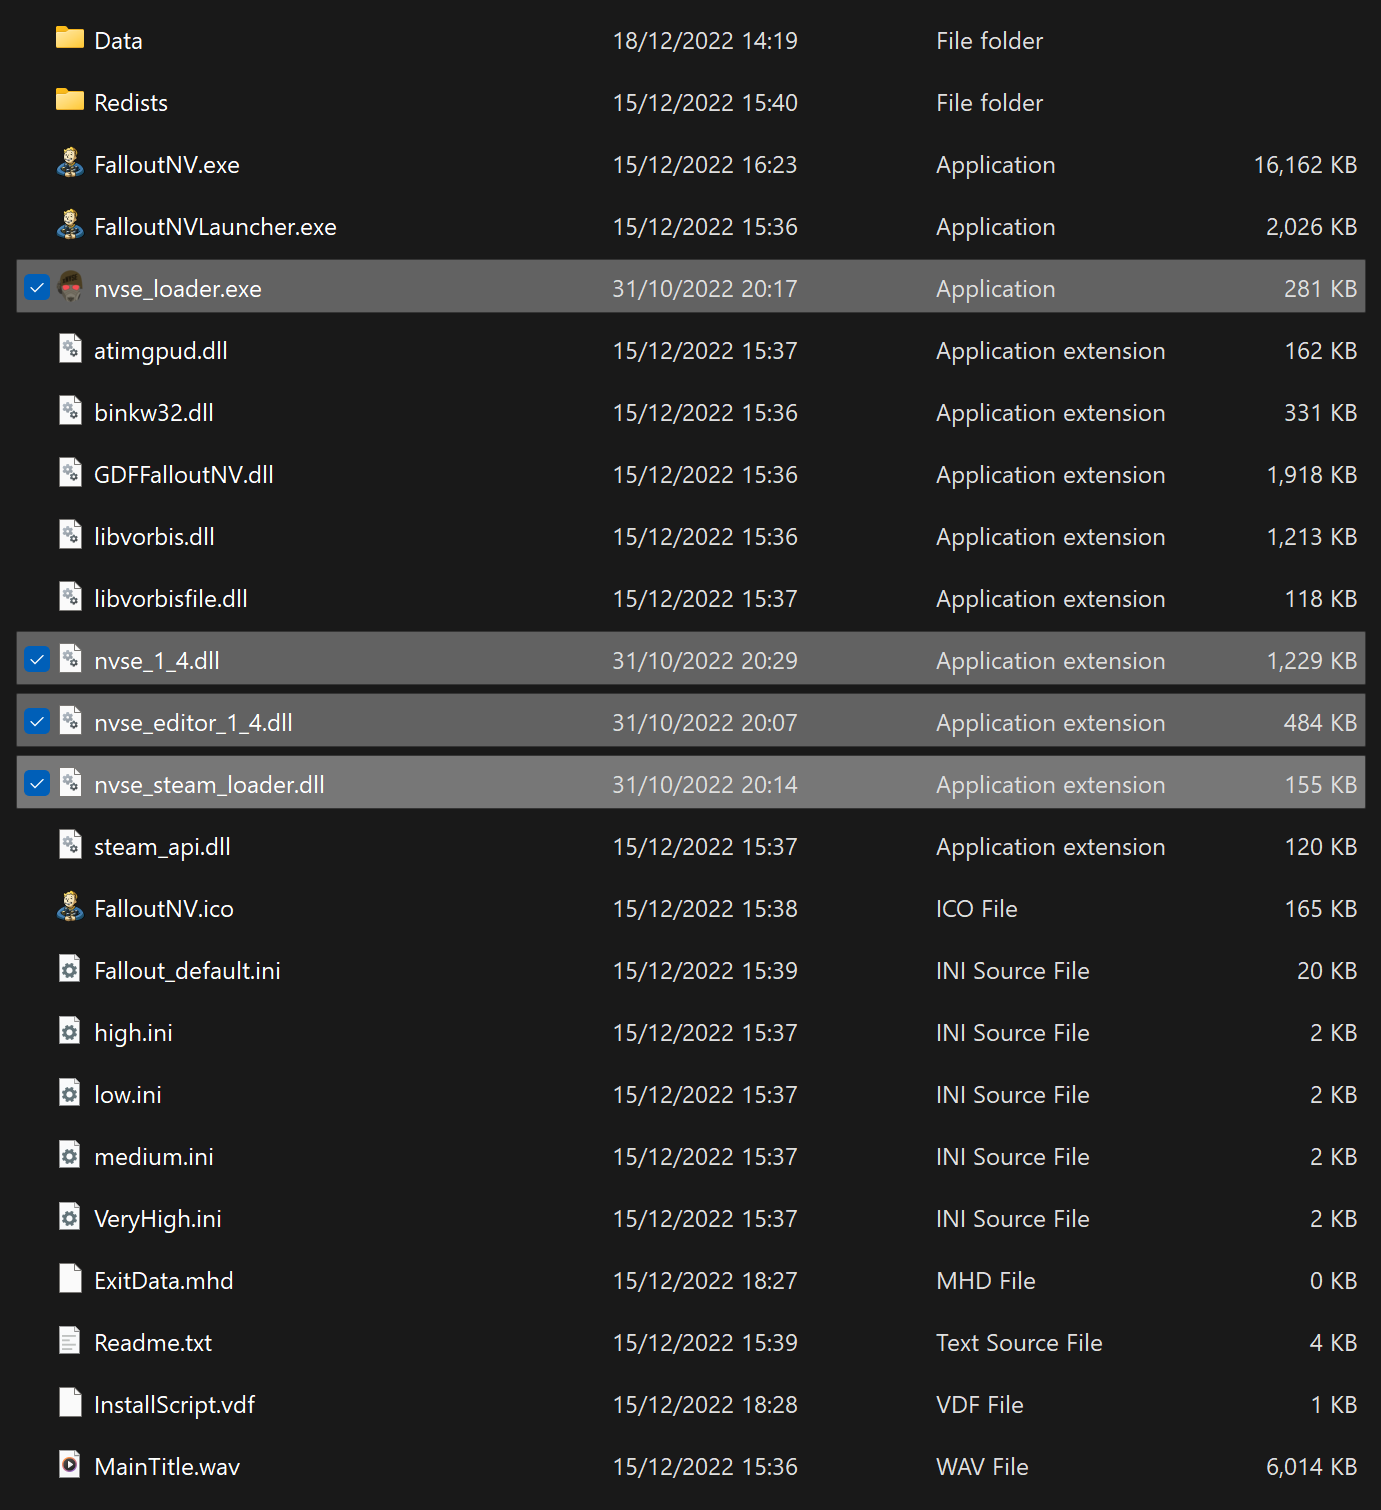 Data 18/12/2022 14:19 File folder
Redists 15/12/2022 15:40 File folder
FalloutNV.exe 15/12/2022 16:23 Application 16,162 KB
FalloutNVLauncher.exe 15/12/2022 15:36 Application 2,026 KB
nvse_loader.exe 31/10/2022 20:17 Application 281 KB
atimgpud.dll 15/12/2022 15:37 Application extension 162 KB
binkw32.dll 15/12/2022 15:36 Application extension 331 KB
GDFFalloutNV.dll 15/12/2022 15:36 Application extension 1,918 KB
libvorbis.dll 15/12/2022 15:36 Application extension 1,213 KB
libvorbisfile.dll 15/12/2022 15:37 Application extension 118 KB
nvse_1_4.dll 31/10/2022 20:29 Application extension 1,229 KB
nvse_editor_1_4.dll 31/10/2022 20:07 Application extension 484 KB
nvse_steam_loader.dll 31/10/2022 20:14 Application extension 155 KB
steam_api.dll 15/12/2022 15:37 Application extension 120 KB
FalloutNV.ico 15/12/2022 15:38 ICO File 165 KB
Fallout_default.ini 15/12/2022 15:39 INI Source File 20 KB
high.ini 15/12/2022 15:37 INI Source File 2 KB
low.ini 15/12/2022 15:37 INI Source File 2 KB
medium.ini 15/12/2022 15:37 INI Source File 2 KB
VeryHigh.ini 15/12/2022 15:37 INI Source File 2 KB
ExitData.mhd 15/12/2022 18:27 MHD File 0 KB
Readme.txt 15/12/2022 15:39 Text Source File 4 KB
InstallScript.vdf 15/12/2022 18:28 VDF File 1 KB
MainTitle.wav 15/12/2022 15:36 WAV File 6,014 KB